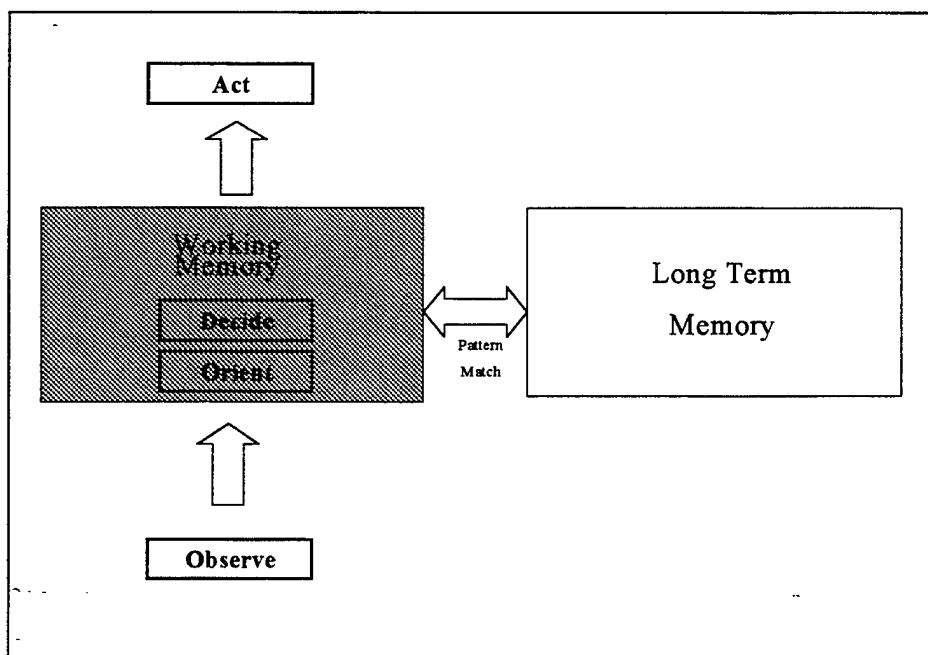 Act
Working
Memory
Decide
Orient
Pattern
Match
Long Term
Memory
Observe